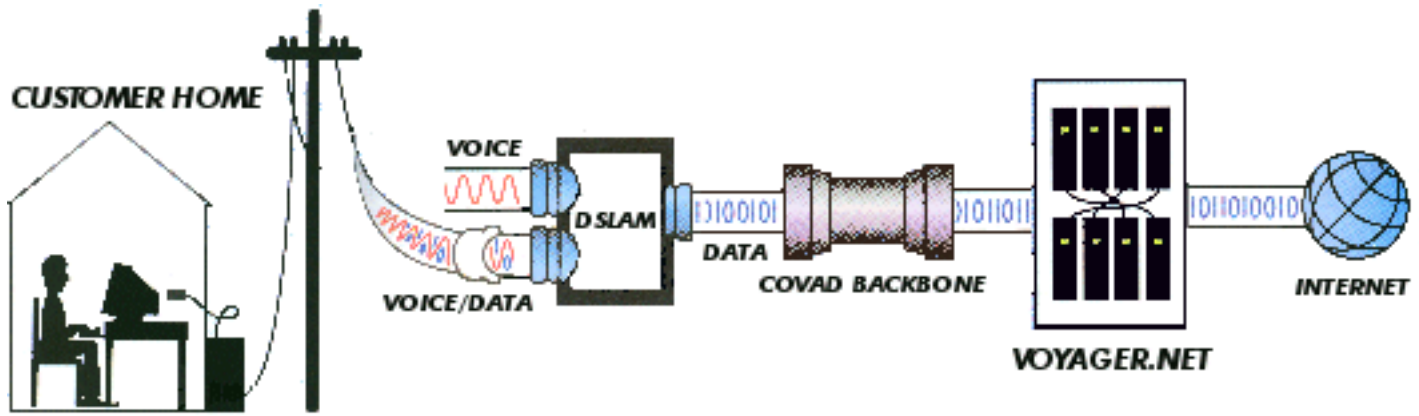 CUSTOMER HOME
VOICE
DSLAM
VOICE/DATA
DATA
COVAD BACKBONE
VOYAGER.NET
INTERNET